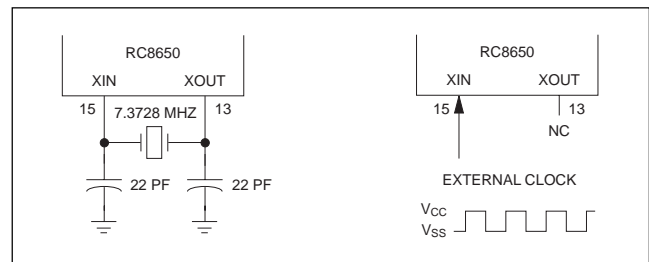 RC8650
XIN XOUT
15 7.3728 MHZ 13
22 PF 22 PF
RC8650
XIN XOUT
15 13
NC
EXTERNAL CLOCK
VCC
VSS